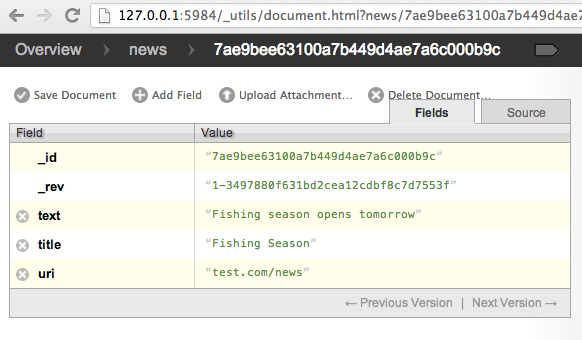 127.0.0.1:5984/_utils/document.html?news/7ae9bee63100a7b449d4ae7
Overview news 7ae9bee63100a7b449d4ae7a6c000b9c
Save Document Add Field Upload Attachment... Delete Document...
Fields Source
Field Value
_id "7ae9bee63100a7b449d4ae7a6c000b9c"
_rev "1-3497880f631bd2cea12cdbf8c7d7553f"
text "Fishing season opens tomorrow"
title "Fishing Season"
uri "test.com/news"
← Previous Version | Next Version →